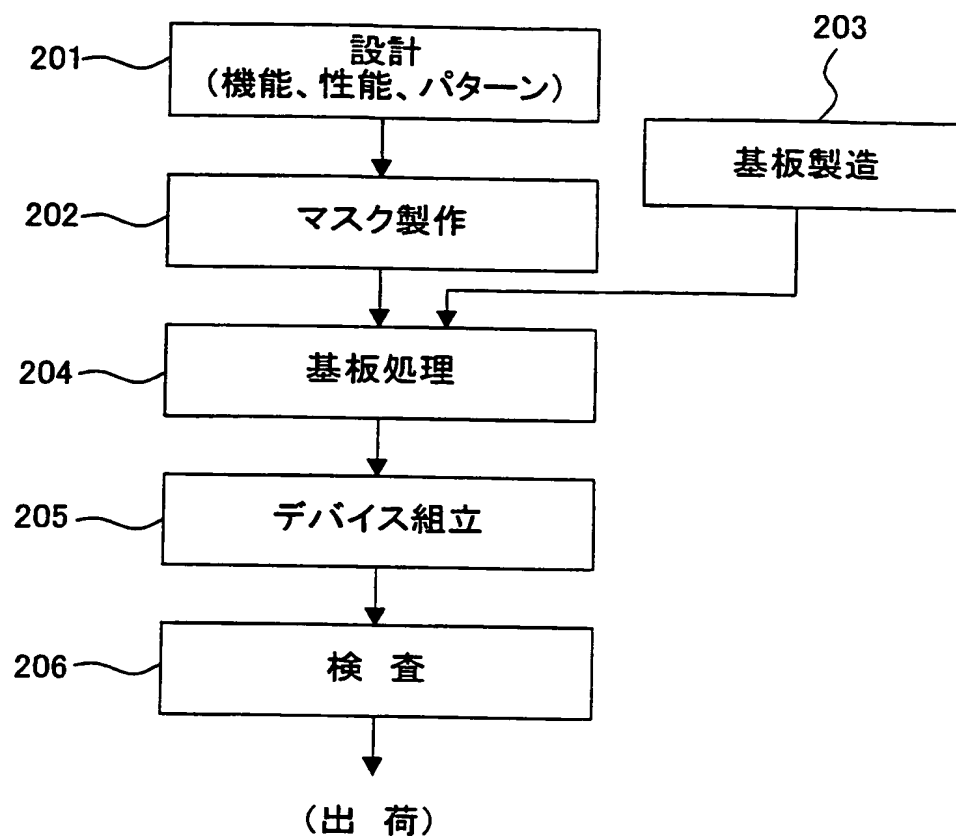 201
設計
（機能、性能、パターン）
203
基板製造
202
マスク製作
204
基板処理
205
デバイス組立
206
検 査
（出 荷）